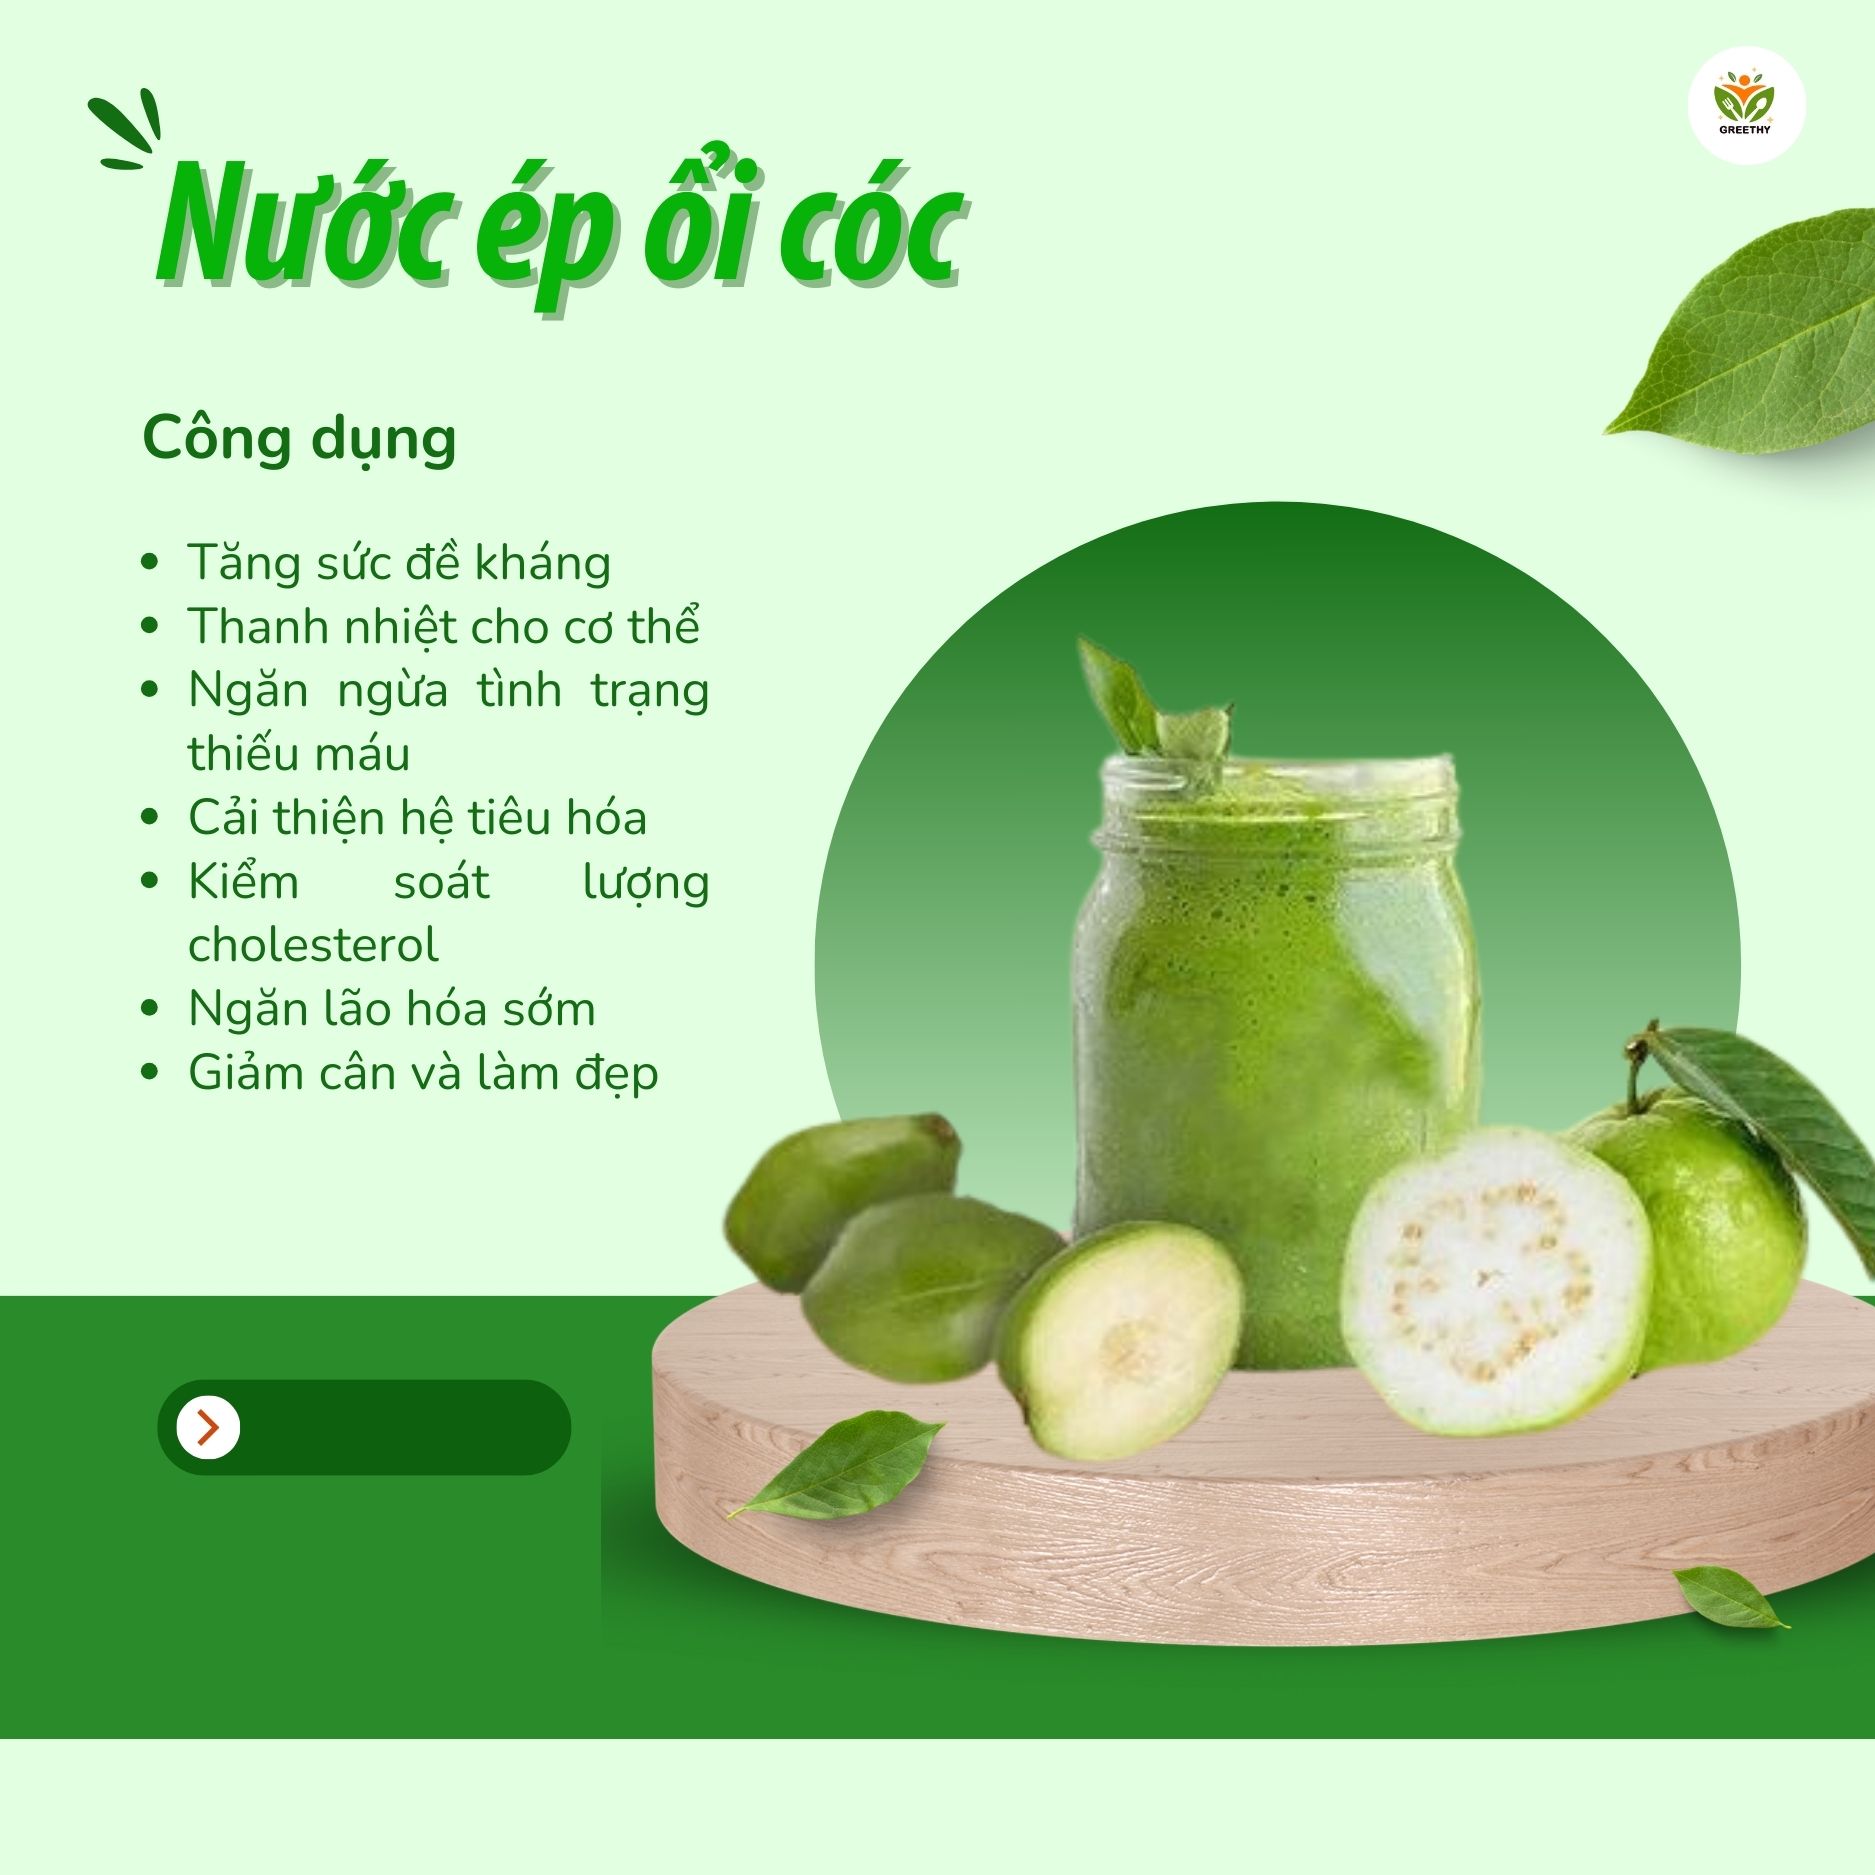 GREETHY
Nước ép ổi cóc
Công dụng
Tăng sức đề kháng
Thanh nhiệt cho cơ thể
Ngăn ngừa tình trạng
thiếu máu
Cải thiện hệ tiêu hóa
Kiểm soát lượng
cholesterol
Ngăn lão hóa sớm
Giảm cân và làm đẹp